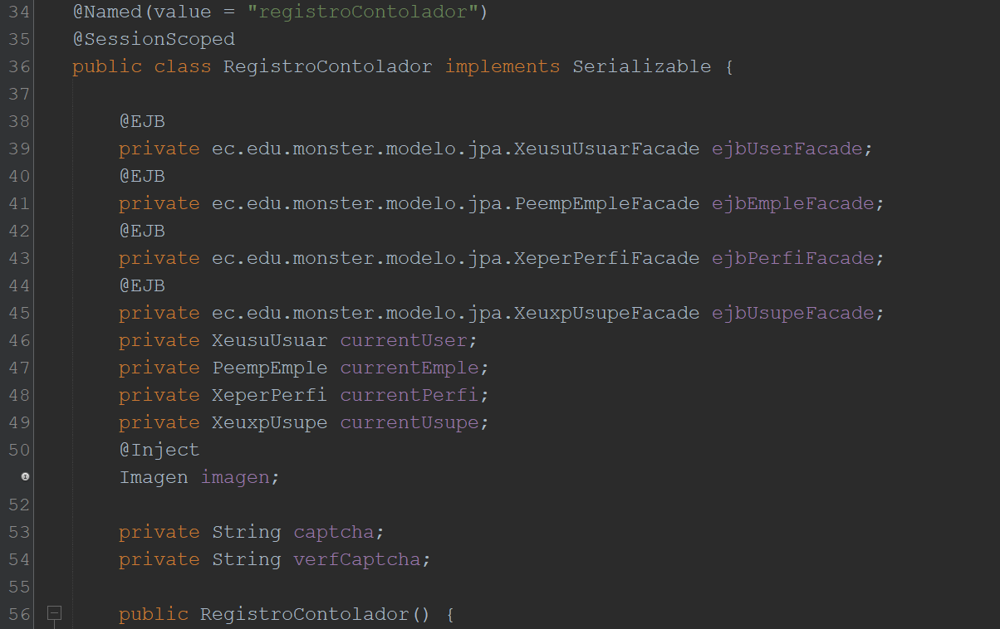 34 @Named(value = "registroContolador")
35 @SessionScoped
36 public class RegistroContolador implements Serializable {
37
38 @EJB
39 private ec.edu.monster.modelo.jpa.XeusuUsuarFacade ejbUserFacade;
40 @EJB
41 private ec.edu.monster.modelo.jpa.PeempEmpleFacade ejbEmpleFacade;
42 @EJB
43 private ec.edu.monster.modelo.jpa.XeperPerfiFacade ejbPerfiFacade;
44 @EJB
45 private ec.edu.monster.modelo.jpa.XeuxpUsupeFacade ejbUsupeFacade;
46 private XeusuUsuar currentUser;
47 private PeempEmple currentEmple;
48 private XeperPerfi currentPerfi;
49 private XeuxpUsupe currentUsupe;
50 @Inject
Imagen imagen;
52
53 private String captcha;
54 private String verfCaptcha;
55
56 public RegistroContolador() {